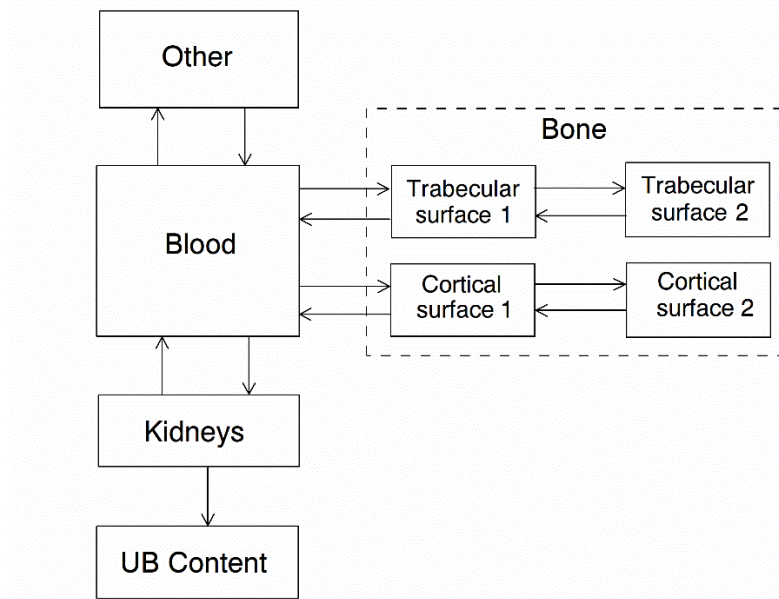 Other
Bone
Trabecular
surface 1
Trabecular
surface 2
Blood
Cortical
surface 1
Cortical
surface 2
Kidneys
UB Content